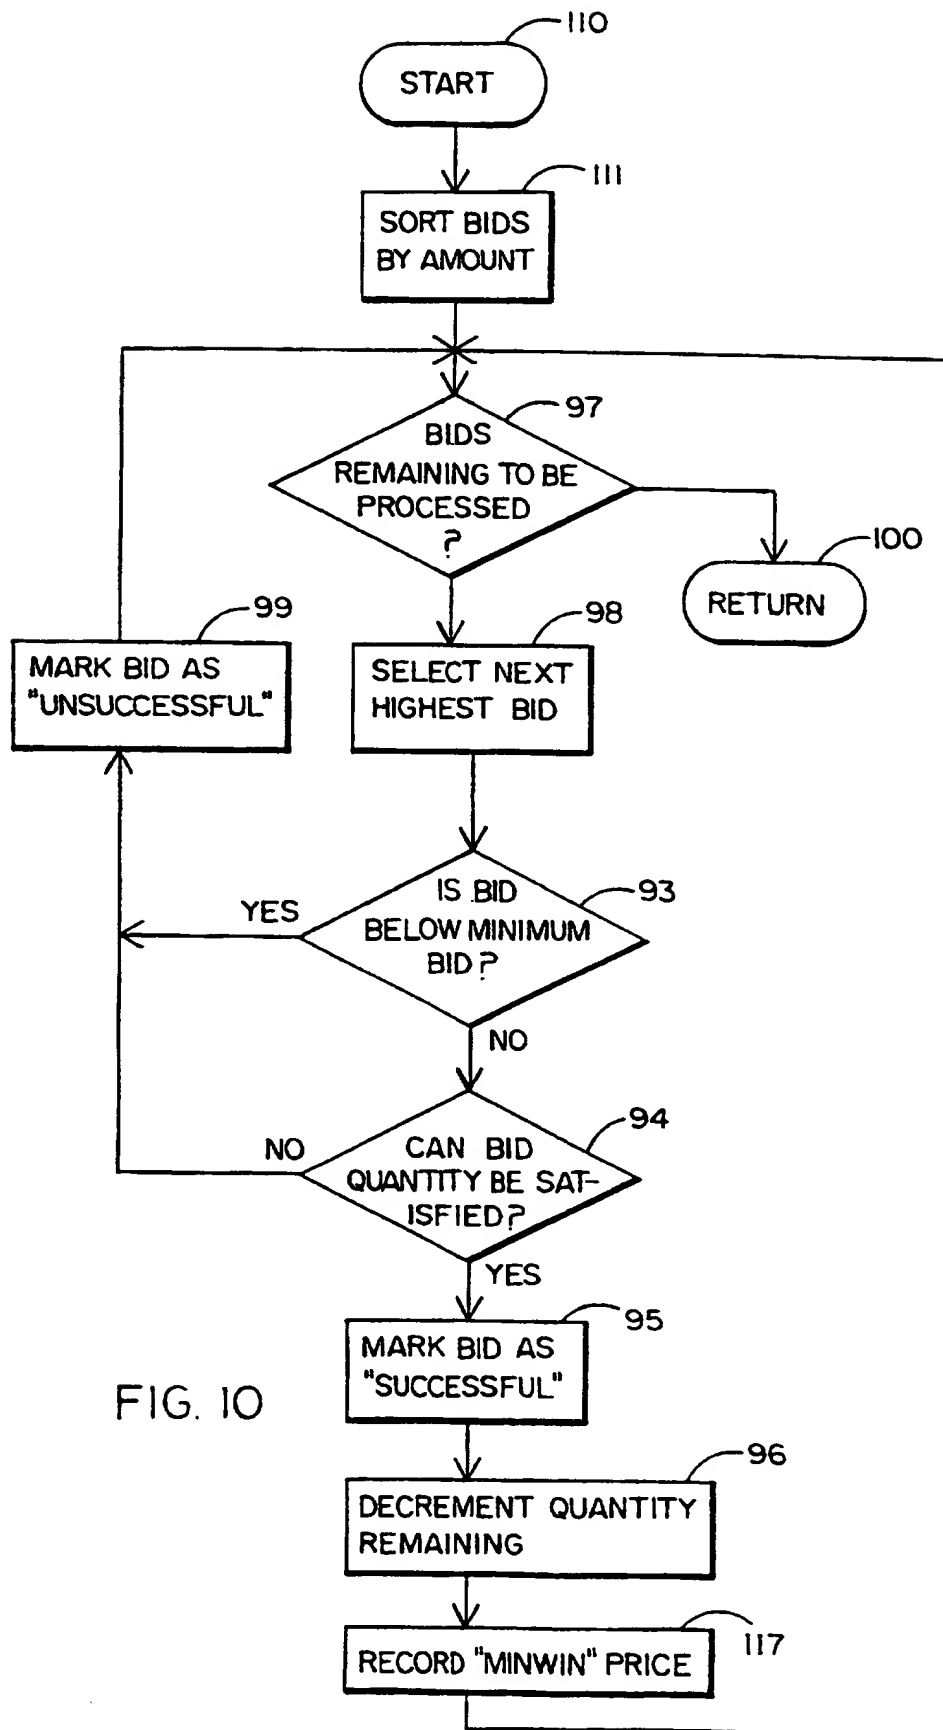 110
START
111
SORT BIDS
BY AMOUNT
97
BIDS
REMAINING TO BE
PROCESSED
?
100
RETURN
99
MARK BID AS
"UNSUCCESSFUL"
98
SELECT NEXT
HIGHEST BID
93
IS BID
BELOW MINIMUM
BID?
YES
NO
94
CAN BID
QUANTITY BE SAT-
ISFIED?
NO
YES
95
MARK BID AS
"SUCCESSFUL"
FIG. 10
96
DECREMENT QUANTITY
REMAINING
117
RECORD "MINWIN" PRICE